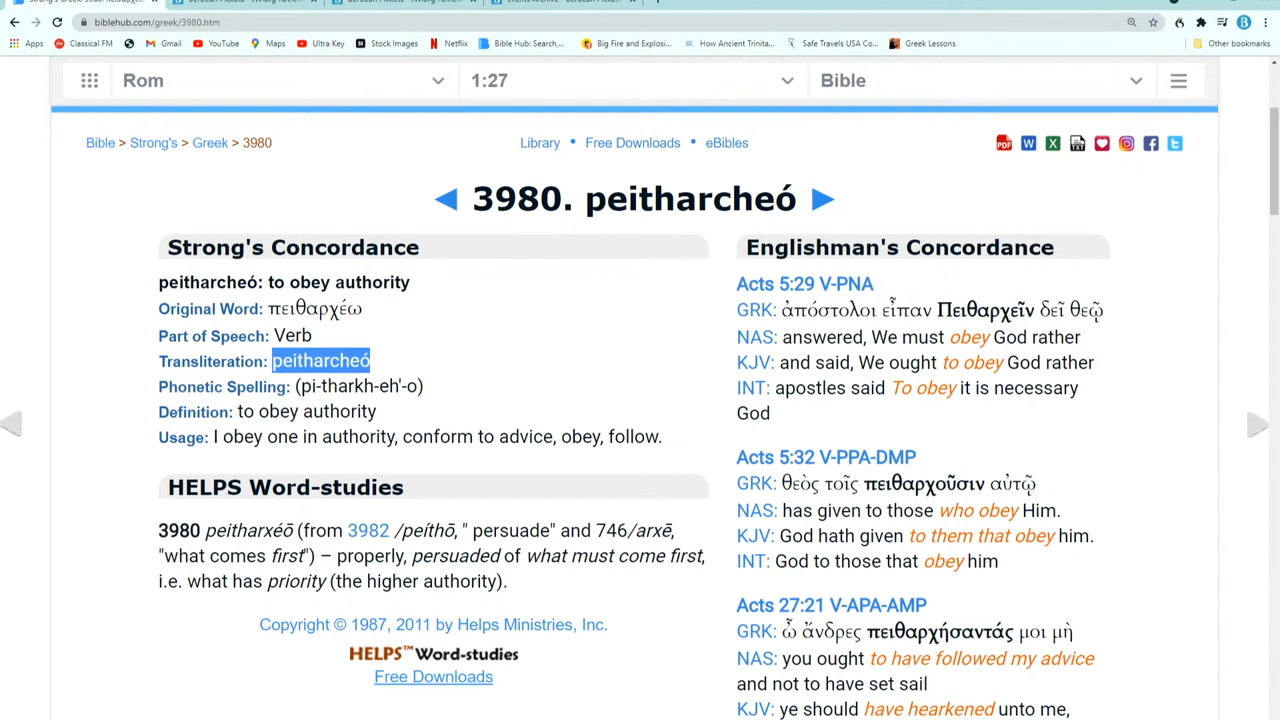 biblehub.com/greek/3980.htm
Apps Classical FM Gmail YouTube Maps Ultra Key Stock Images Netflix Bible Hub: Search,... Big Fire and Explosi... How Ancient Trinita... Safe Travels USA Co... Greek Lessons Other bookmarks
Rom 1:27 Bible
Bible > Strong's > Greek > 3980
Library • Free Downloads • eBibles
◄ 3980. peitharcheó ►
Strong's Concordance
peitharcheó: to obey authority
Original Word: πειθαρχέω
Part of Speech: Verb
Transliteration: peitharcheó
Phonetic Spelling: (pi-tharkh-eh'-o)
Definition: to obey authority
Usage: I obey one in authority, conform to advice, obey, follow.
HELPS Word-studies
3980 peitharxéō (from 3982 /peíthō, " persuade" and 746/arxē,
"what comes first") – properly, persuaded of what must come first,
i.e. what has priority (the higher authority).
Copyright © 1987, 2011 by Helps Ministries, Inc.
HELPS™ Word-studies
Free Downloads
Englishman's Concordance
Acts 5:29 V-PNA
GRK: ἀπόστολοι εἶπαν Πειθαρχεῖν δεῖ θεῷ
NAS: answered, We must obey God rather
KJV: and said, We ought to obey God rather
INT: apostles said To obey it is necessary
God
Acts 5:32 V-PPA-DMP
GRK: θεὸς τοῖς πειθαρχοῦσιν αὐτῷ
NAS: has given to those who obey Him.
KJV: God hath given to them that obey him.
INT: God to those that obey him
Acts 27:21 V-APA-AMP
GRK: ὦ ἄνδρες πειθαρχήσαντάς μοι μὴ
NAS: you ought to have followed my advice
and not to have set sail
KJV: ye should have hearkened unto me,